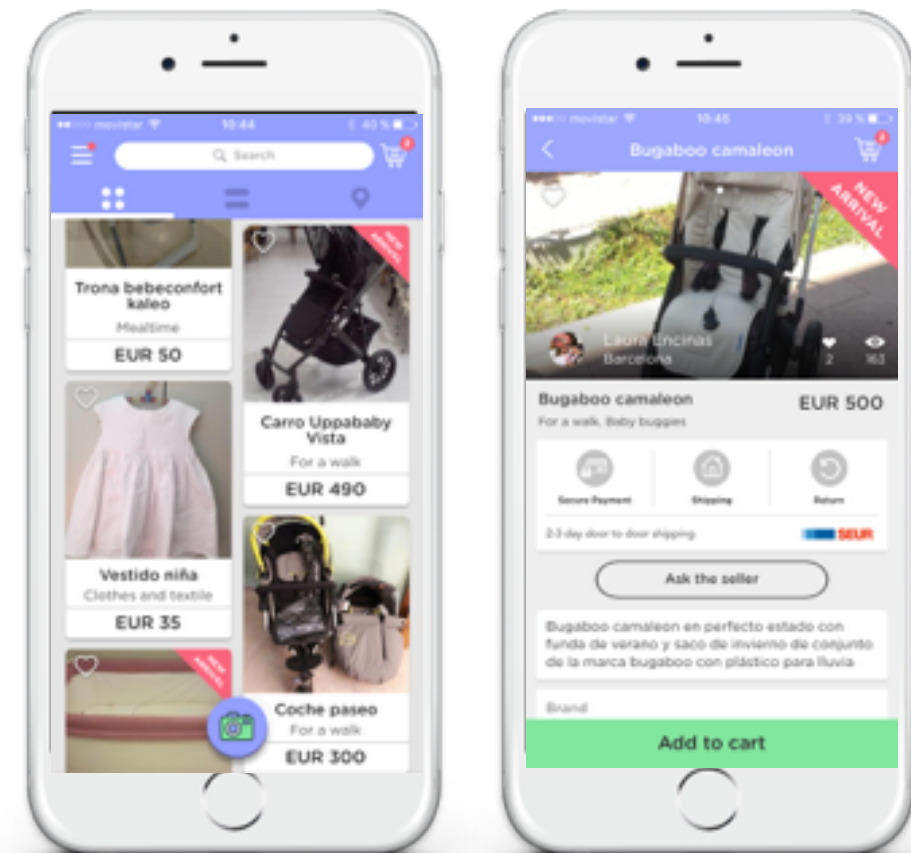 movistar 10:44 40 %
2
Search
Trona bebeconfort
kaleo
Mealtime
EUR 50
NEW
ARRIVAL
Carro Uppababy
Vista
For a walk
EUR 490
Vestido niña
Clothes and textile
EUR 35
Coche paseo
For a walk
EUR 300
NEW
ARRIVAL
movistar 10:45 39 %
Bugaboo camaleon
2
NEW
ARRIVAL
Laura Encinas
Barcelona
2
163
Bugaboo camaleon
EUR 500
For a walk, Baby buggies
Secure Payment
Shipping
Return
2-3 day door to door shipping
SEUR
Ask the seller
Bugaboo camaleon en perfecto estado con
funda de verano y saco de invierno de conjunto
de la marca bugaboo con plástico para lluvia
Brand
Add to cart